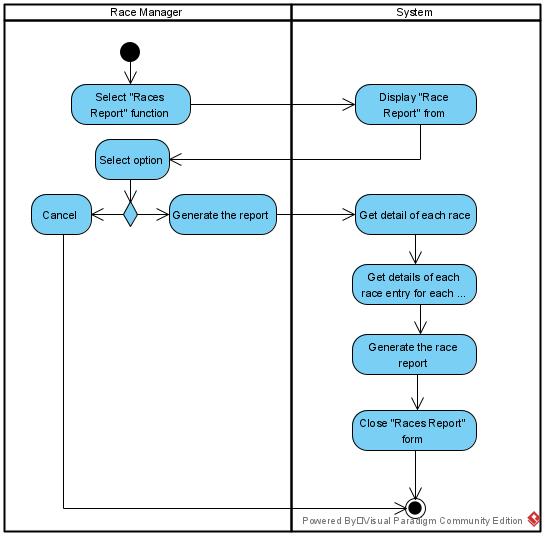 Race Manager
System
Select "Races
Report" function
Display "Race
Report" from
Select option
Cancel
Generate the report
Get detail of each race
Get details of each
race entry for each ...
Generate the race
report
Close "Races Report"
form
Powered By□Visual Paradigm Community Edition